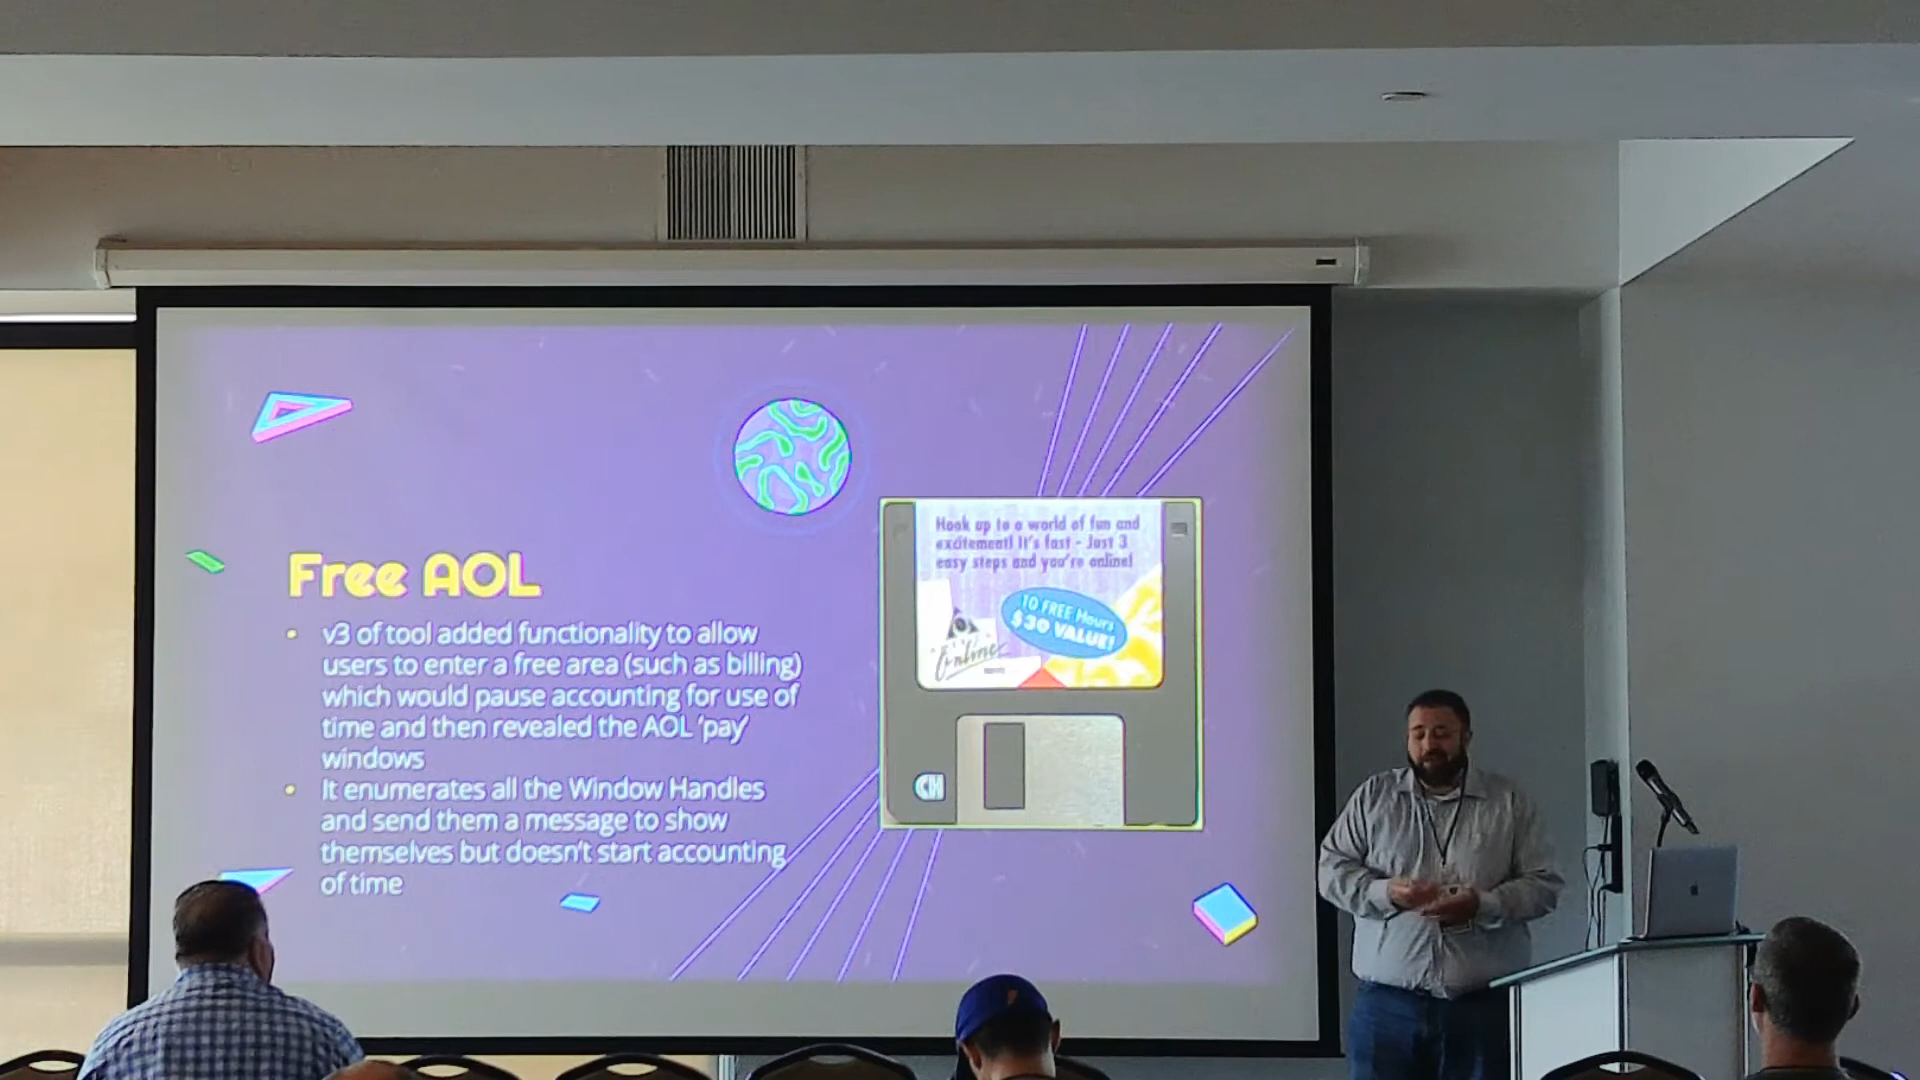 Free AOL
• v3 of tool added functionality to allow
users to enter a free area (such as billing)
which would pause accounting for use of
time and then revealed the AOL 'pay'
windows
• It enumerates all the Window Handles
and send them a message to show
themselves but doesn't start accounting
of time
Hook up to a world of fun and
excitement! It's fast - Just 3
easy steps and you're online!
10 FREE Hours
$30 VALUE!
Online